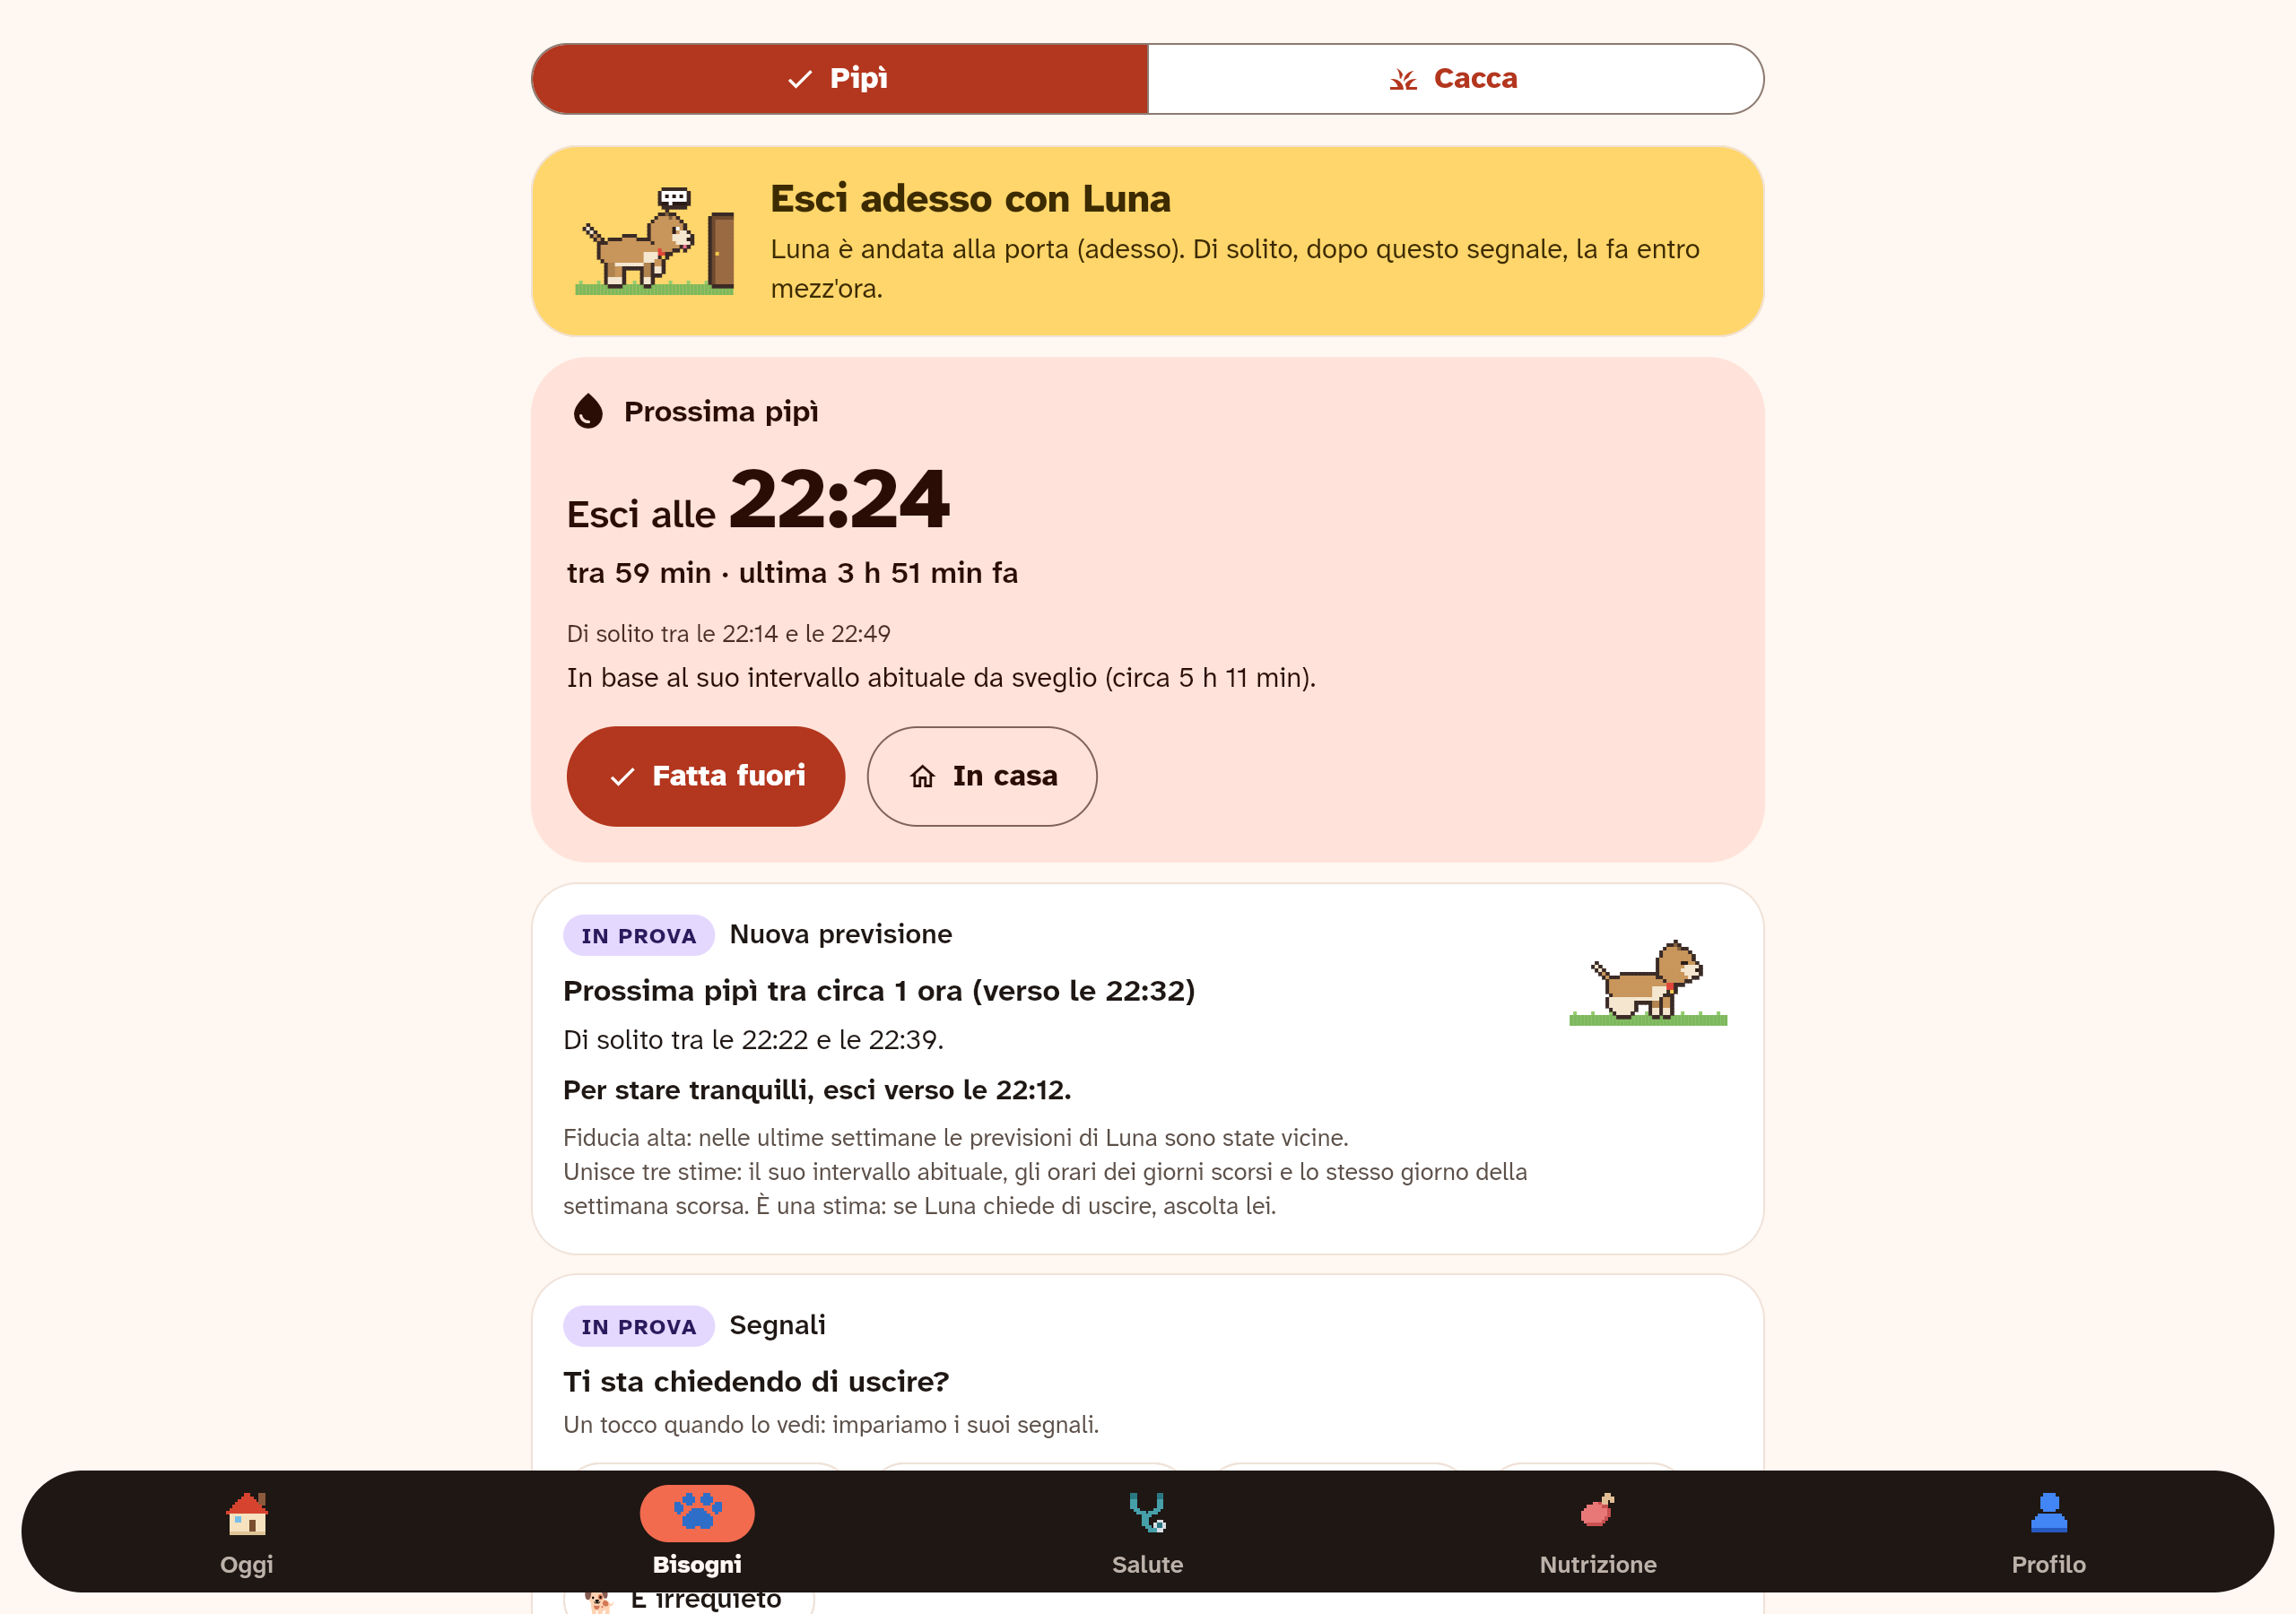 Pipì
Cacca
Esci adesso con Luna
Luna è andata alla porta (adesso). Di solito, dopo questo segnale, la fa entro
mezz'ora.
Prossima pipì
Esci alle 22:24
tra 59 min · ultima 3 h 51 min fa
Di solito tra le 22:14 e le 22:49
In base al suo intervallo abituale da sveglio (circa 5 h 11 min).
Fatta fuori
In casa
IN PROVA Nuova previsione
Prossima pipì tra circa 1 ora (verso le 22:32)
Di solito tra le 22:22 e le 22:39.
Per stare tranquilli, esci verso le 22:12.
Fiducia alta: nelle ultime settimane le previsioni di Luna sono state vicine.
Unisce tre stime: il suo intervallo abituale, gli orari dei giorni scorsi e lo stesso giorno della
settimana scorsa. È una stima: se Luna chiede di uscire, ascolta lei.
IN PROVA Segnali
Ti sta chiedendo di uscire?
Un tocco quando lo vedi: impariamo i suoi segnali.
Oggi
Bisogni
Salute
Nutrizione
Profilo
È irrequieto